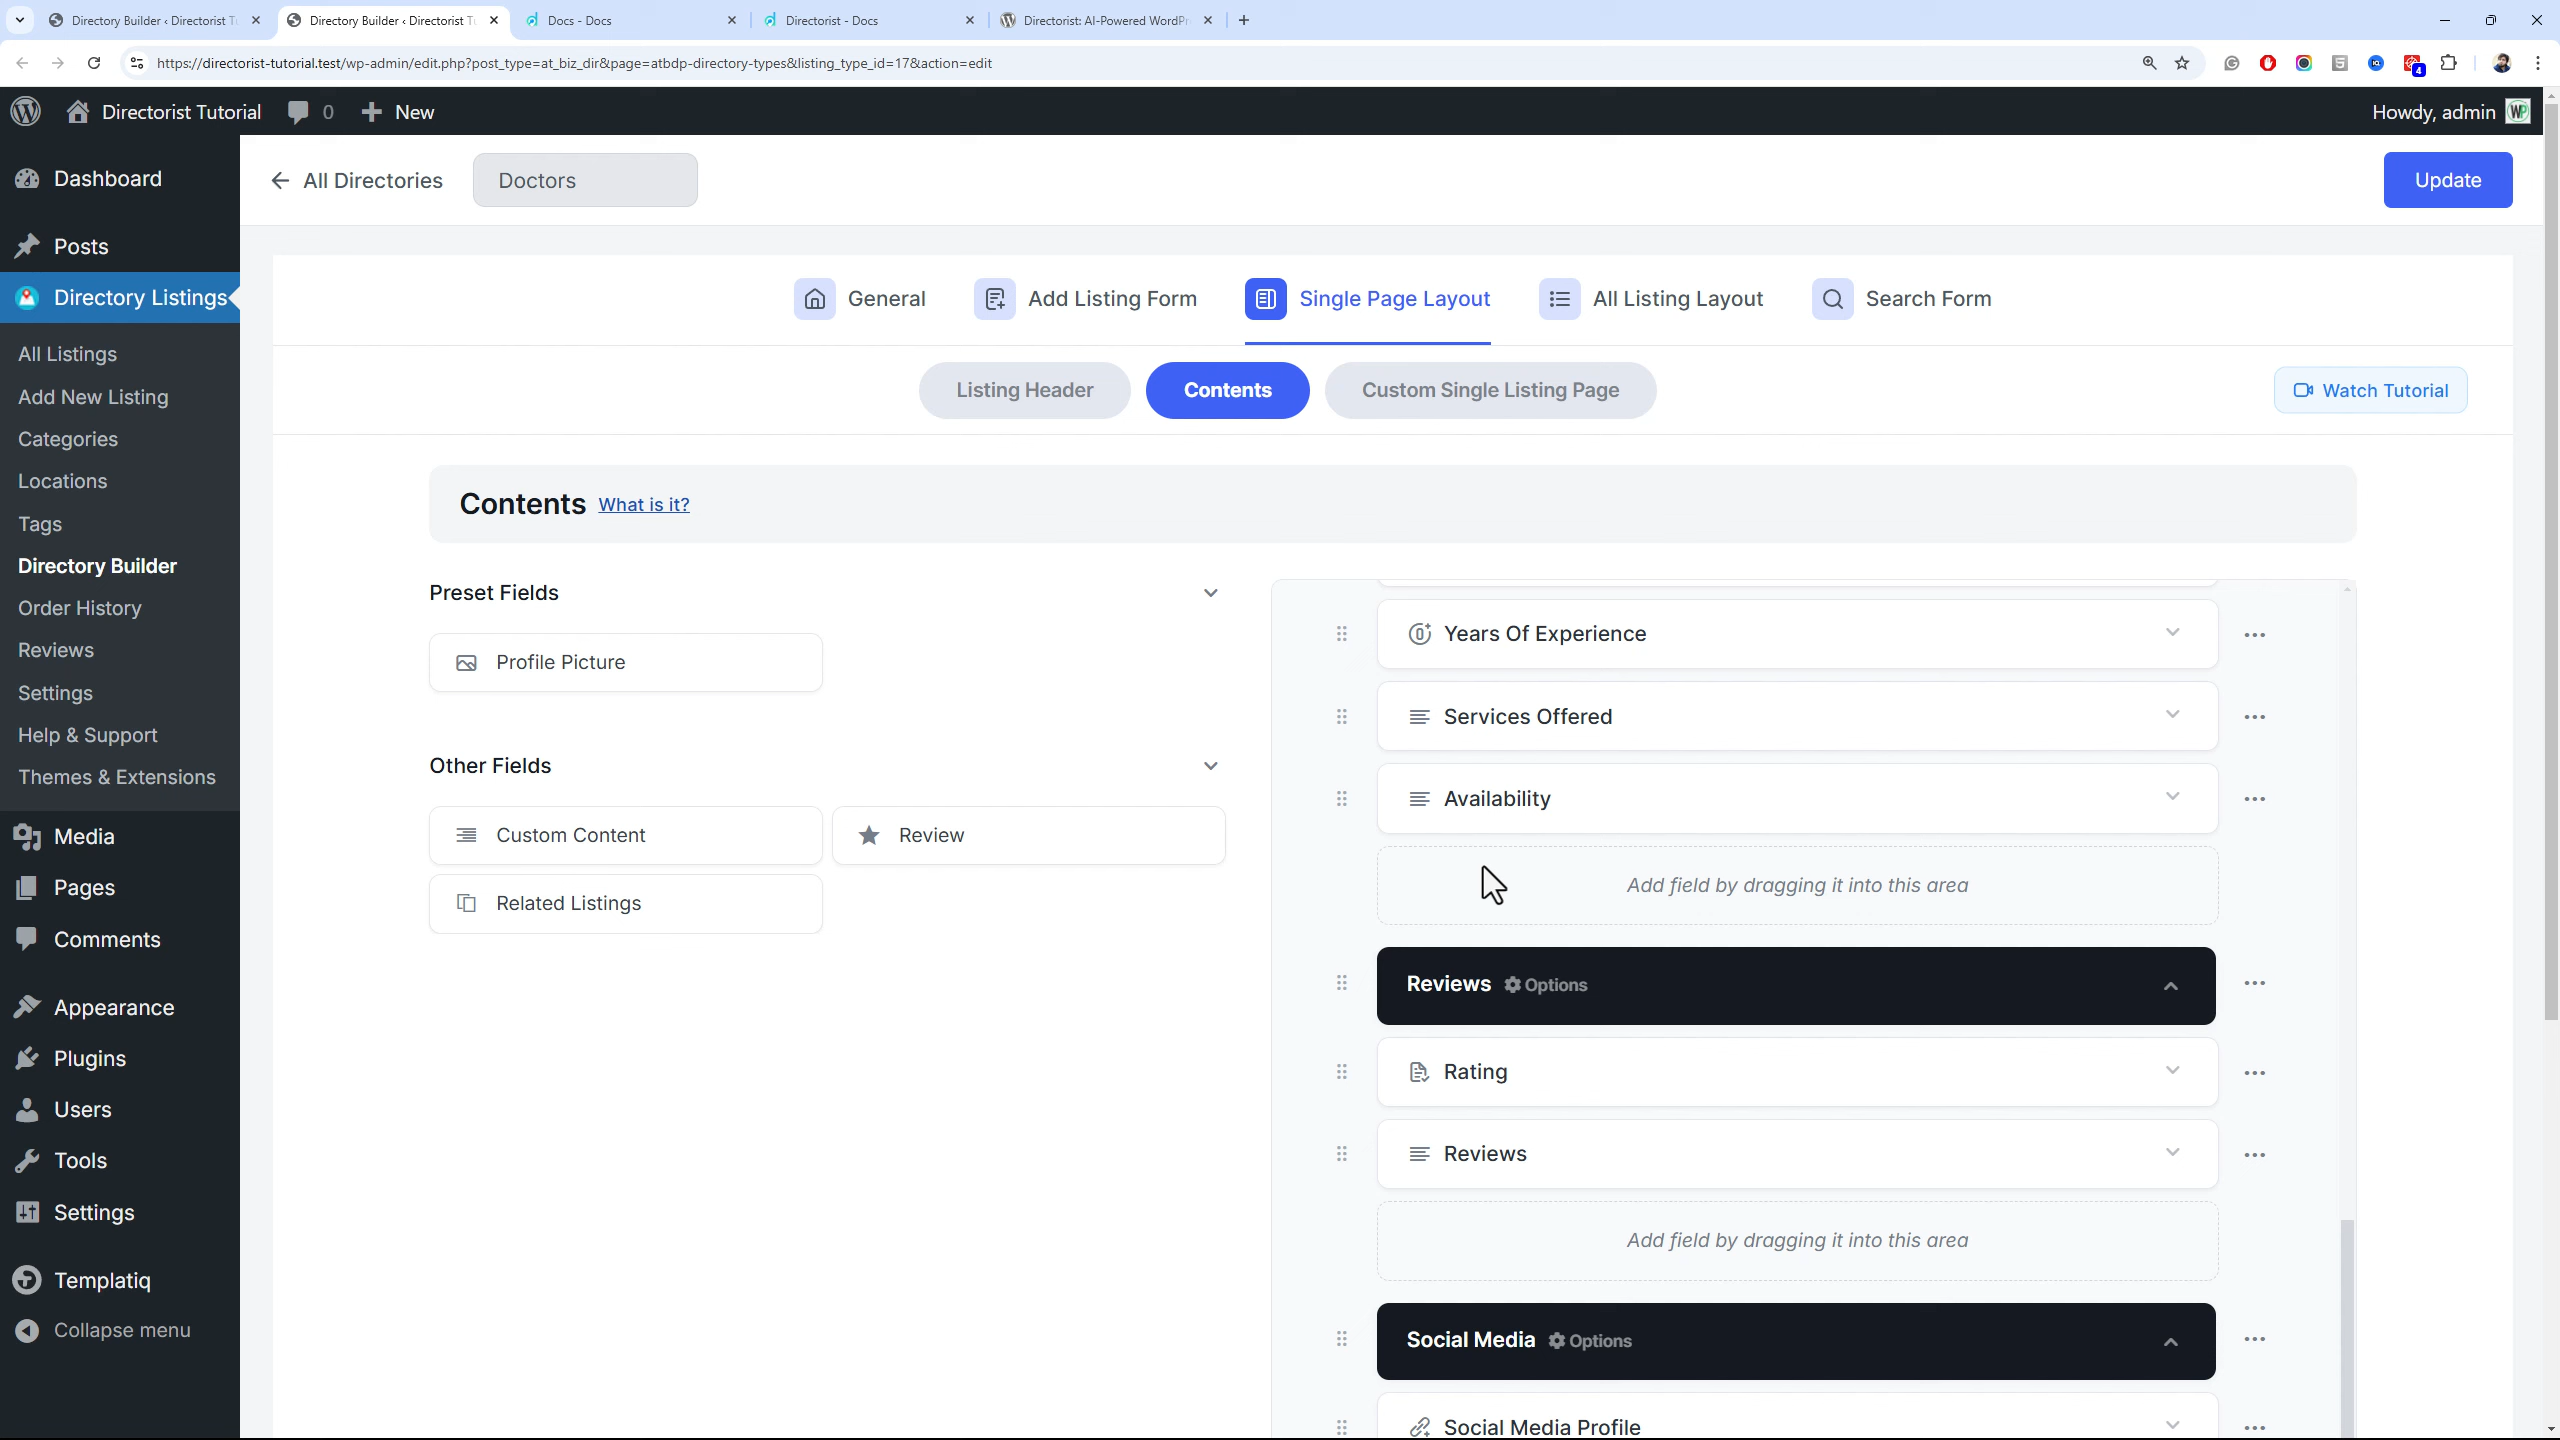 Directory Builder ‹ Directorist Tu
Directory Builder ‹ Directorist Tu
Docs - Docs
Directorist - Docs
Directorist: AI-Powered WordPr
https://directorist-tutorial.test/wp-admin/edit.php?post_type=at_biz_dir&page=atbdp-directory-types&listing_type_id=17&action=edit
4
Directorist Tutorial
0
New
Howdy, admin
WP
Dashboard
Posts
Directory Listings
All Listings
Add New Listing
Categories
Locations
Tags
Directory Builder
Order History
Reviews
Settings
Help & Support
Themes & Extensions
Media
Pages
Comments
Appearance
Plugins
Users
Tools
Settings
Templatiq
Collapse menu
All Directories
Doctors
Update
General
Add Listing Form
Single Page Layout
All Listing Layout
Search Form
Listing Header
Contents
Custom Single Listing Page
Watch Tutorial
Contents What is it?
Preset Fields
Profile Picture
Other Fields
Custom Content
Review
Related Listings
Years Of Experience
Services Offered
Availability
Add field by dragging it into this area
Reviews Options
Rating
Reviews
Add field by dragging it into this area
Social Media Options
Social Media Profile